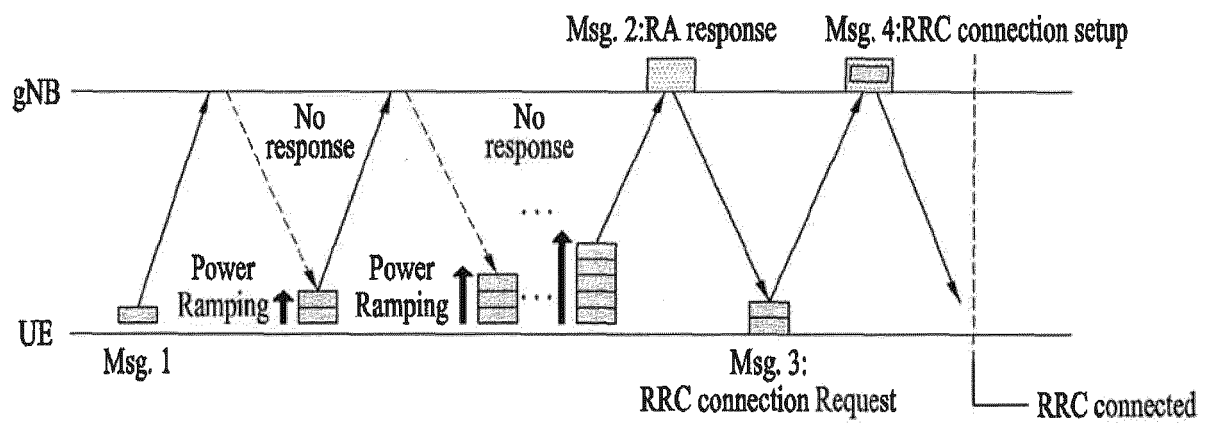 Msg. 2:RA response
Msg. 4:RRC connection setup
gNB
No
response
No
response
...
Power
Ramping
Power
Ramping
...
UE
Msg. 1
Msg. 3:
RRC connection Request
RRC connected